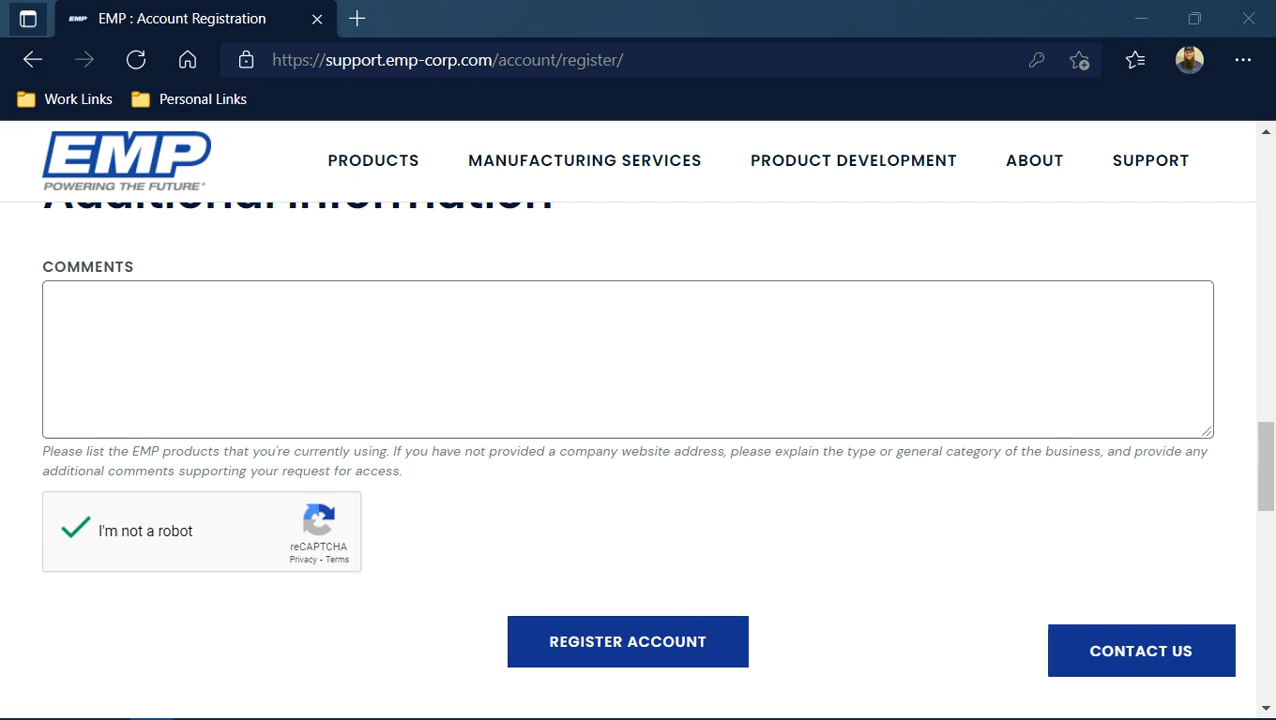 EMP : Account Registration
https://support.emp-corp.com/account/register/
Work Links
Personal Links
EMP
POWERING THE FUTURE
PRODUCTS
MANUFACTURING SERVICES
PRODUCT DEVELOPMENT
ABOUT
SUPPORT
Additional Information
COMMENTS
Please list the EMP products that you're currently using. If you have not provided a company website address, please explain the type or general category of the business, and provide any
additional comments supporting your request for access.
I'm not a robot
reCAPTCHA
Privacy - Terms
REGISTER ACCOUNT
CONTACT US